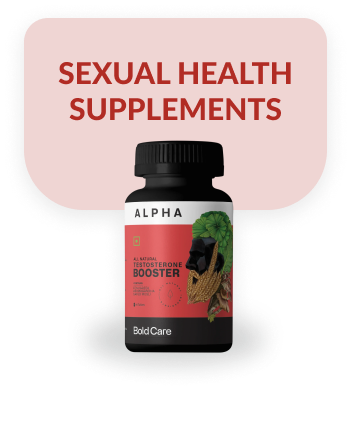 SEXUAL HEALTH
SUPPLEMENTS
ALPHA
ALL NATURAL
TESTOSTERONE
BOOSTER
Bold Care